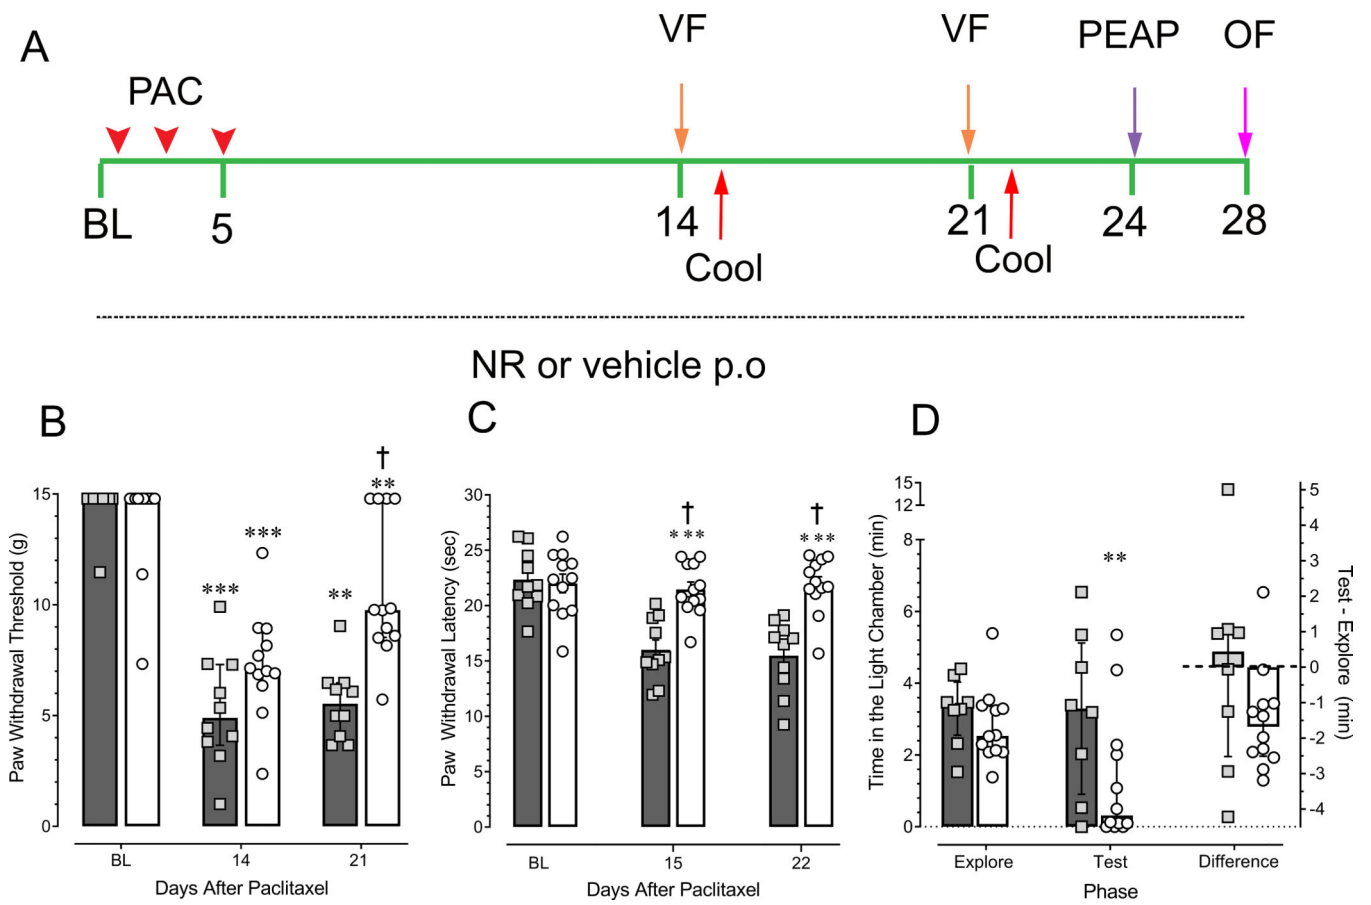 A
VF
VF
PEAP
OF
PAC
BL
5
14
21
24
28
Cool
Cool
NR or vehicle p.o
B
Paw Withdrawal Threshold (g)
15
10
5
0
***
***
**
†
**
BL
14
21
Days After Paclitaxel
C
Paw Withdrawal Latency (sec)
30
25
20
15
10
5
0
†
***
†
***
BL
15
22
Days After Paclitaxel
D
Time in the Light Chamber (min)
15
12
8
6
4
2
0
**
5
3
1
0
-1
-2
-3
-4
Test - Explore (min)
Explore
Test
Difference
Phase